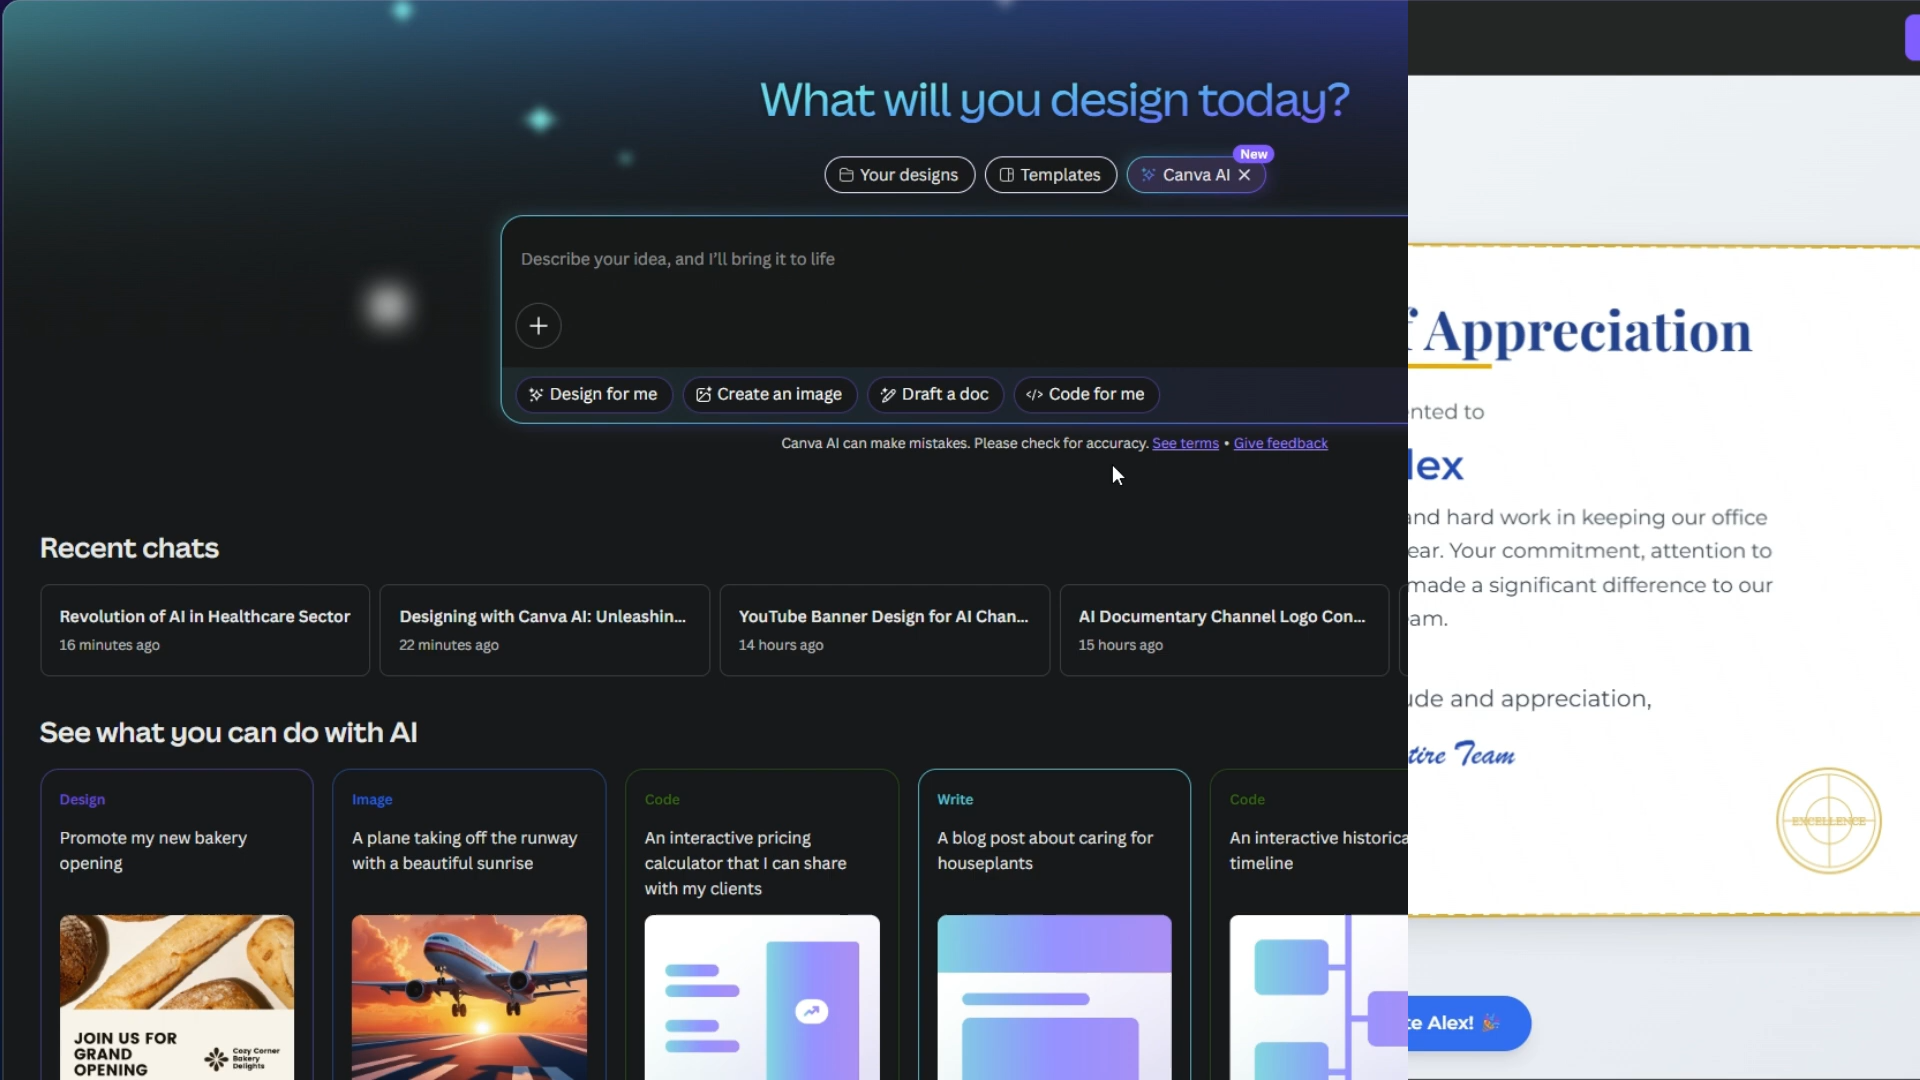 What will you design today?
New
Your designs
Templates
Canva AI
Describe your idea, and I'll bring it to life
Design for me
Create an image
Draft a doc
Code for me
Canva AI can make mistakes. Please check for accuracy. See terms • Give feedback
Recent chats
Revolution of AI in Healthcare Sector
16 minutes ago
Designing with Canva AI: Unleashin...
22 minutes ago
YouTube Banner Design for AI Chan...
14 hours ago
AI Documentary Channel Logo Con...
15 hours ago
See what you can do with AI
Design
Promote my new bakery
opening
JOIN US FOR
GRAND
OPENING
Cozy Corner
Bakery
Delights
Image
A plane taking off the runway
with a beautiful sunrise
Code
An interactive pricing
calculator that I can share
with my clients
Write
A blog post about caring for
houseplants
Code
An interactive historica
timeline
f Appreciation
nted to
lex
and hard work in keeping our office
ear. Your commitment, attention to
made a significant difference to our
am.
ude and appreciation,
tire Team
EXCELLENCE
te Alex! 🎉